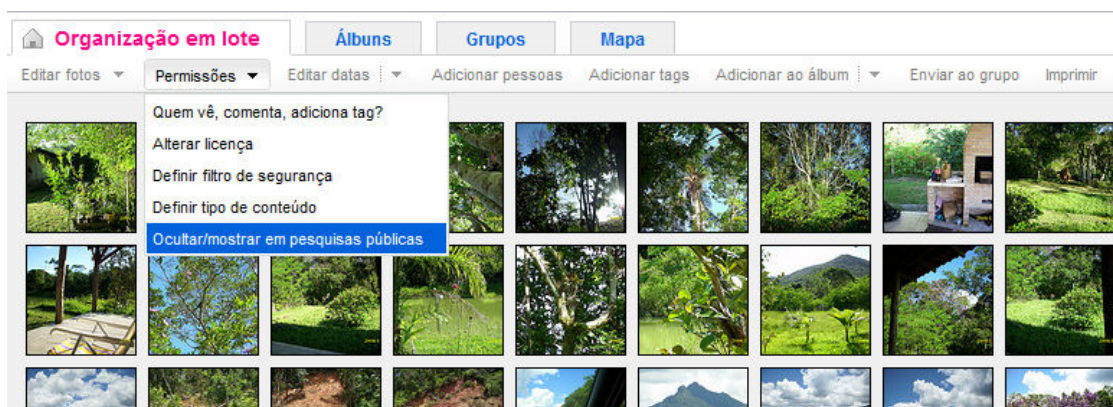 Organização em lote Álbuns Grupos Mapa
Editar fotos Permissões Editar datas Adicionar pessoas Adicionar tags Adicionar ao álbum Enviar ao grupo Imprimir
Quem vê, comenta, adiciona tag?
Alterar licença
Definir filtro de segurança
Definir tipo de conteúdo
Ocultar/mostrar em pesquisas públicas